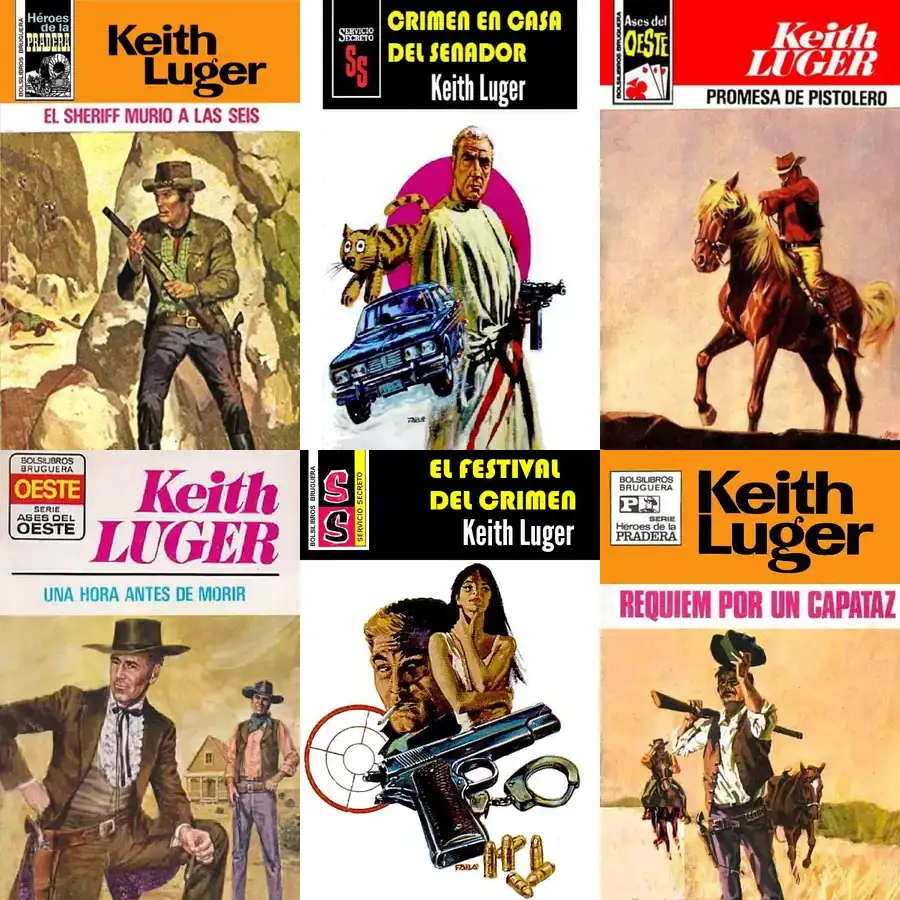 BOLSILIBROS BRUGUERA
Héroes
de la
PRADERA
Keith
Luger
EL SHERIFF MURIO A LAS SEIS
SERVICIO
SECRETO
SS
CRIMEN EN CASA
DEL SENADOR
Keith Luger
BOLSILIBROS BRUGUERA
Ases del
OESTE
Keith
LUGER
PROMESA DE PISTOLERO
BOLSILIBROS
BRUGUERA
OESTE
SERIE
ASES DEL
OESTE
Keith
LUGER
UNA HORA ANTES DE MORIR
BOLSILIBROS BRUGUERA
SS
SERVICIO SECRETO
EL FESTIVAL
DEL CRIMEN
Keith Luger
BOLSILIBROS
BRUGUERA
SERIE
Héroes de la
PRADERA
Keith
Luger
REQUIEM POR UN CAPATAZ